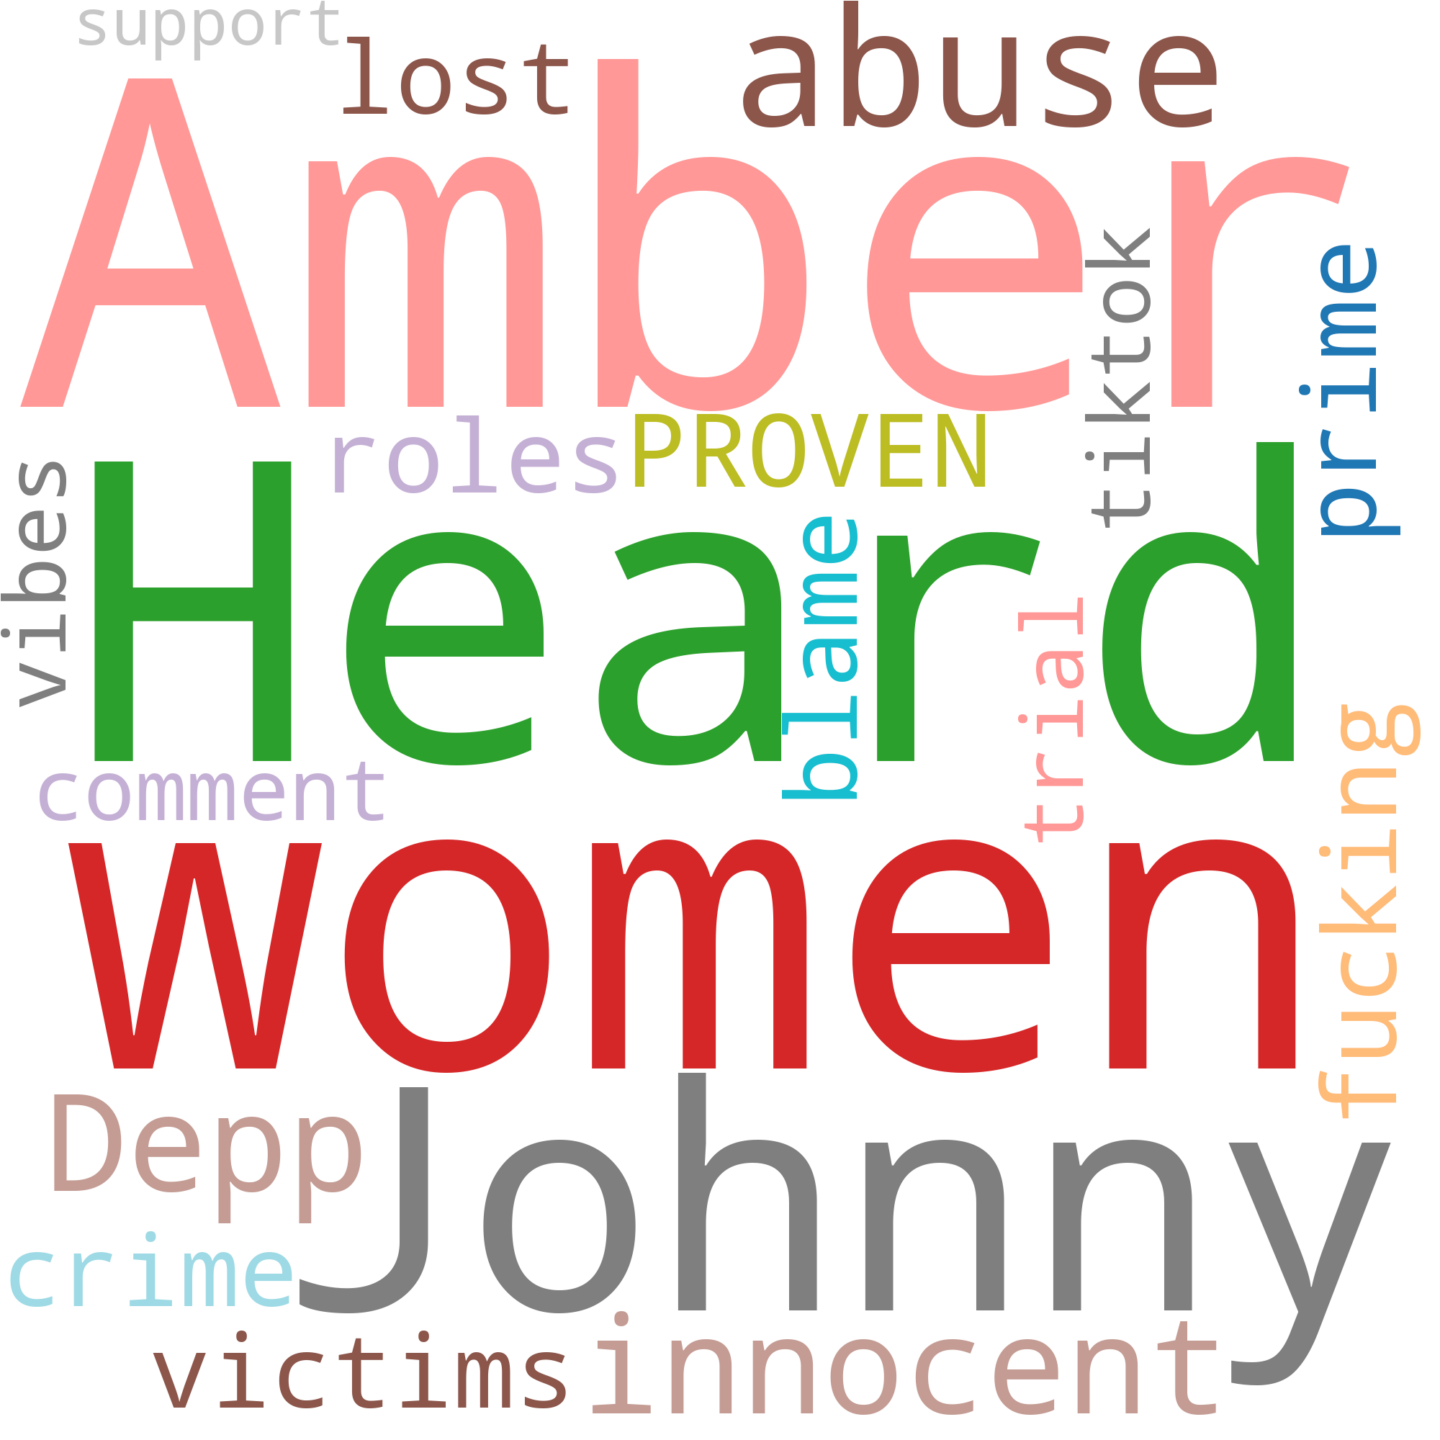 support
lost
abuse
Amber
tiktok
prime
roles
PROVEN
vibes
Heard
blame
trial
comment
fucking
women
Depp
Johnny
crime
victims
innocent